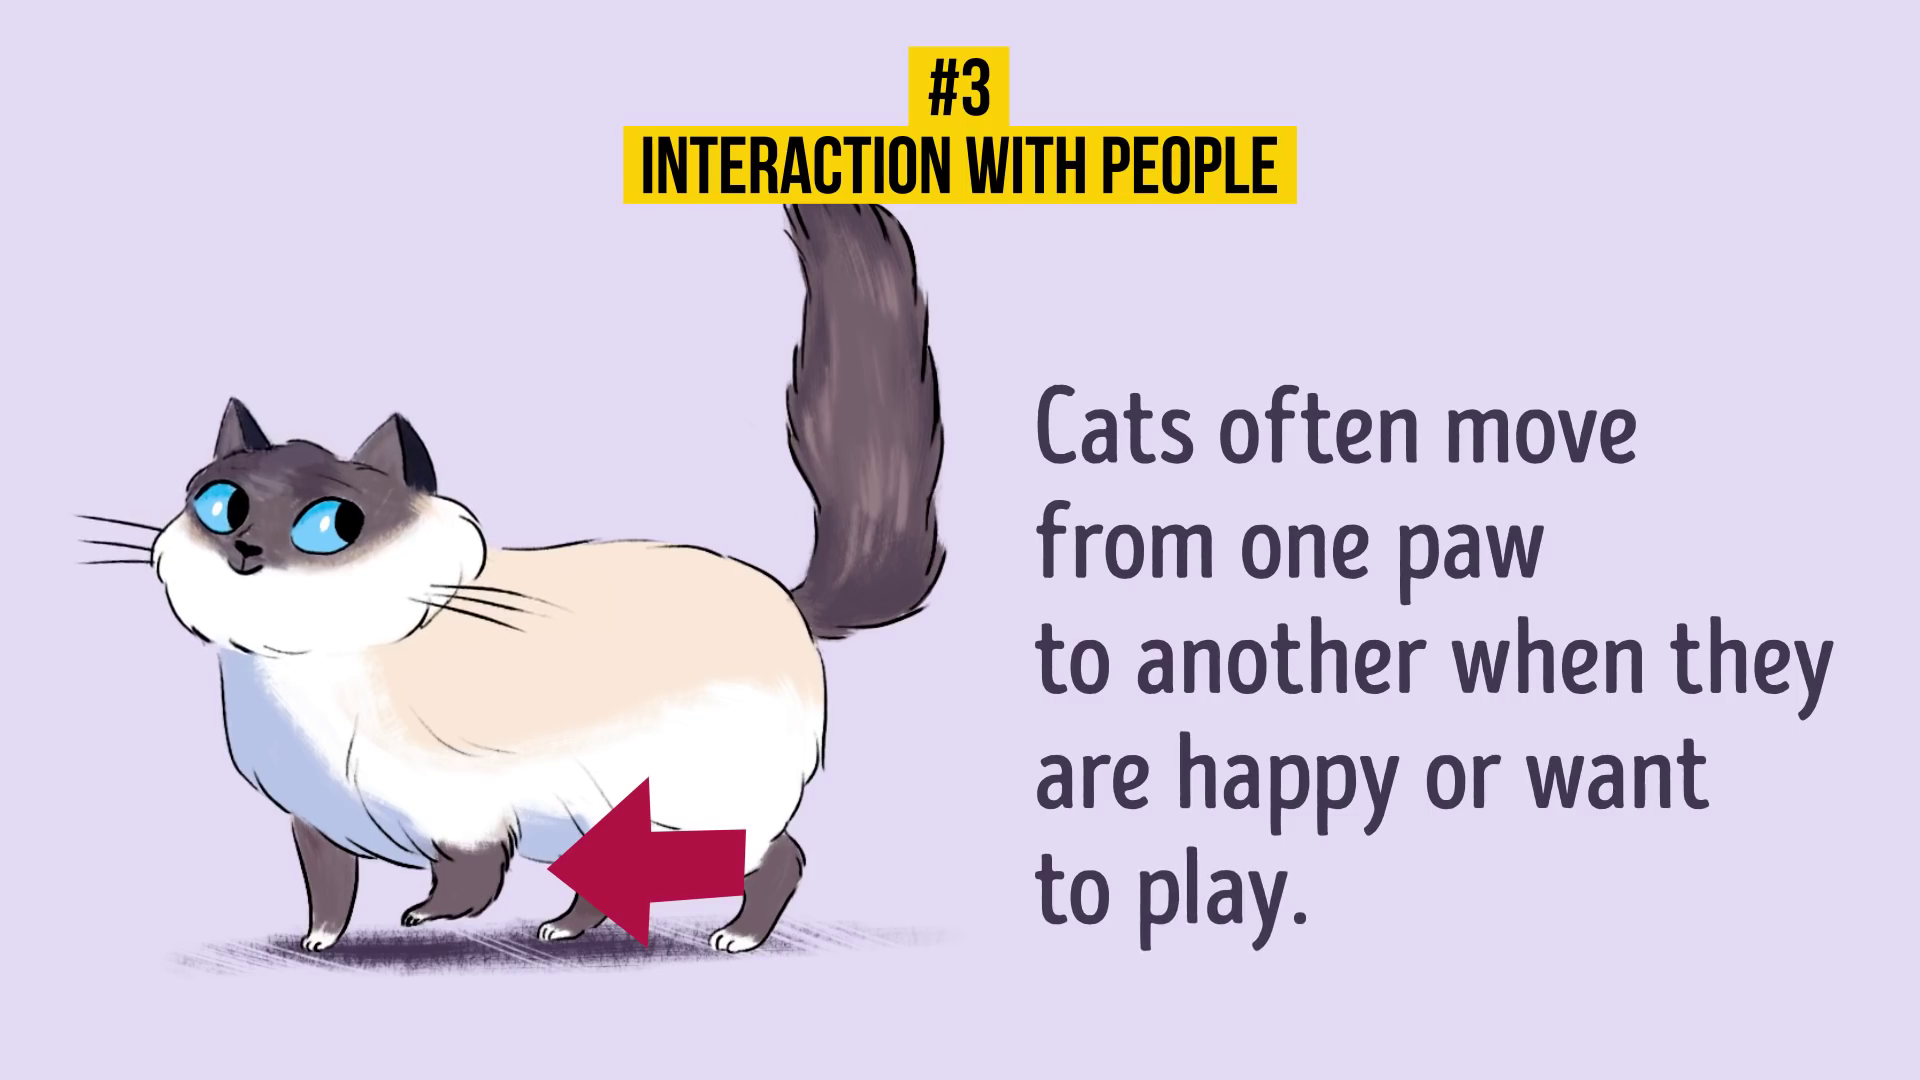 #3
INTERACTION WITH PEOPLE
Cats often move
from one paw
to another when they
are happy or want
to play.